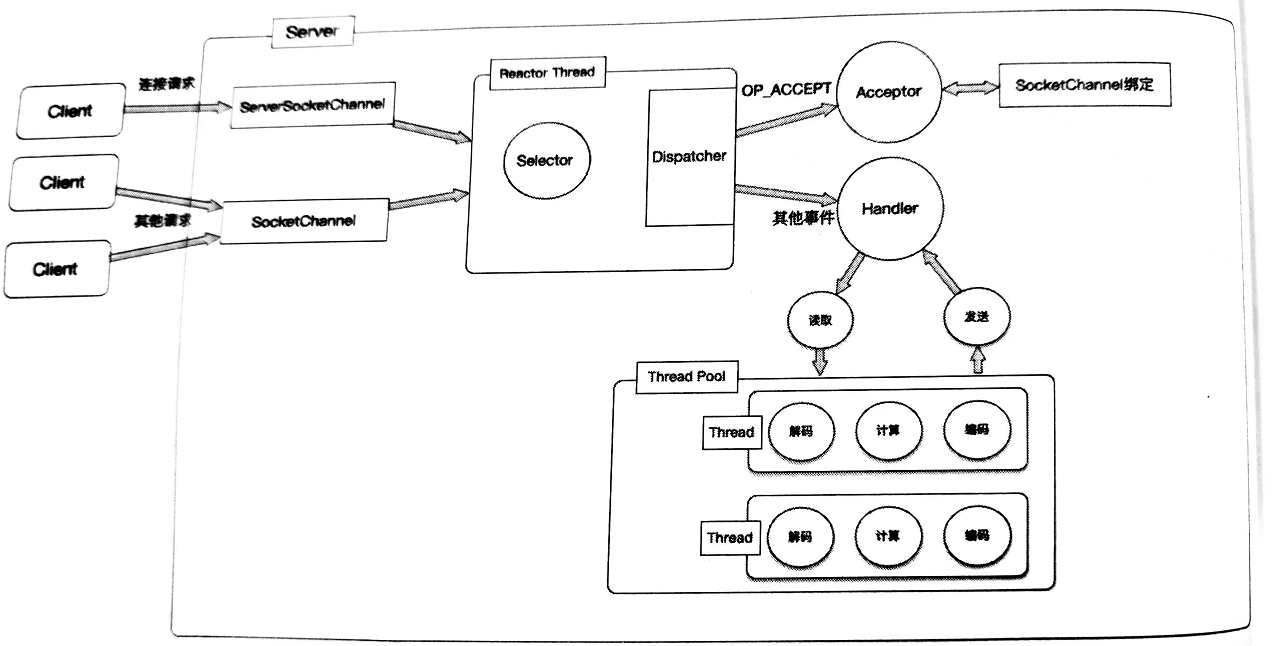 Server
Client
连接请求
ServerSocketChannel
Client
其他请求
SocketChannel
Client
Reactor Thread
Selector
Dispatcher
OP_ACCEPT
Acceptor
SocketChannel绑定
其他事件
Handler
读取
发送
Thread Pool
Thread
解码
计算
编码
Thread
解码
计算
编码